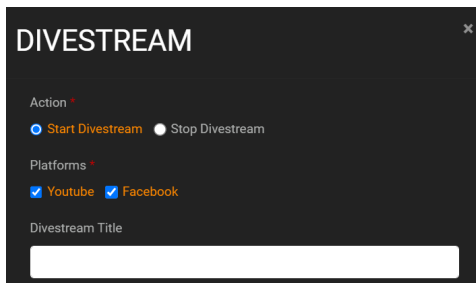 DIVESTREAM
×
Action *
Start Divestream Stop Divestream
Platforms *
Youtube Facebook
Divestream Title